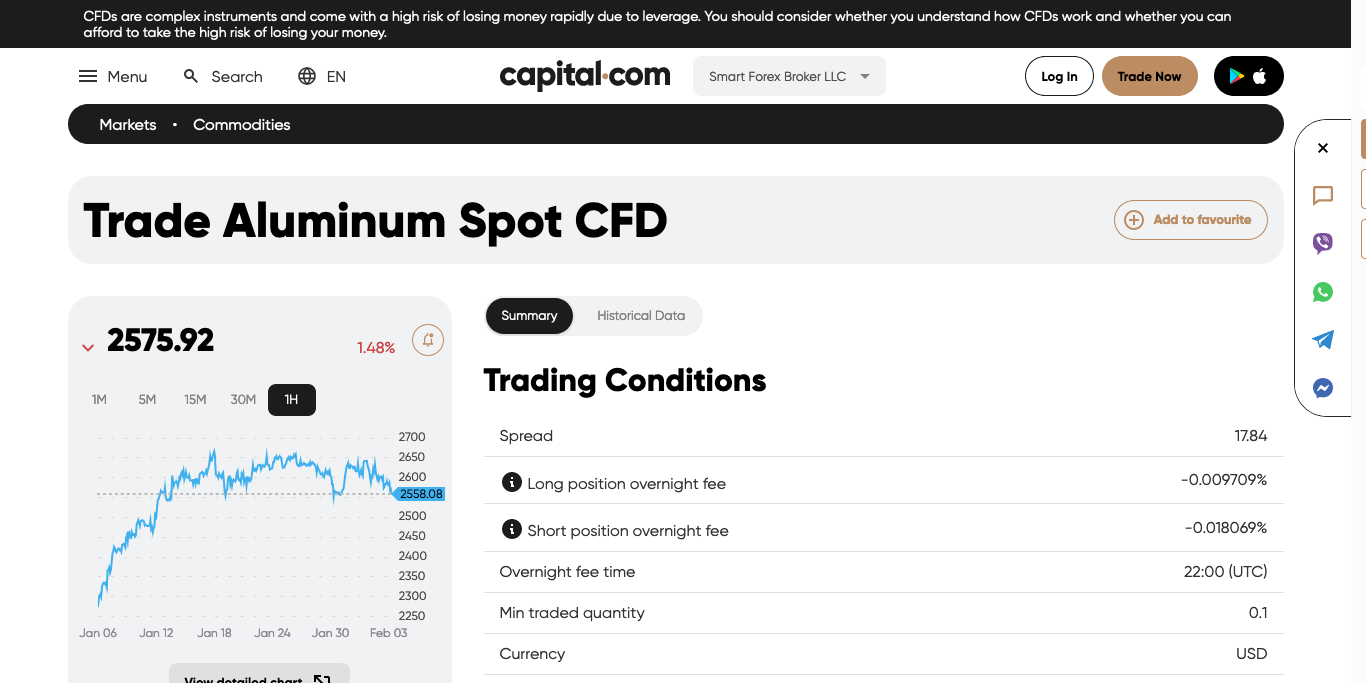 CFDs are complex instruments and come with a high risk of losing money rapidly due to leverage. You should consider whether you understand how CFDs work and whether you can
afford to take the high risk of losing your money.
Menu Search EN capital.com Smart Forex Broker LLC Log In Trade Now
Markets • Commodities
Trade Aluminum Spot CFD
Add to favourite
2575.92
1.48%
1M 5M 15M 30M 1H
2700
2650
2600
2558.08
2500
2450
2400
2350
2300
2250
Jan 06 Jan 12 Jan 18 Jan 24 Jan 30 Feb 03
View detailed chart
Summary Historical Data
Trading Conditions
Spread 17.84
Long position overnight fee -0.009709%
Short position overnight fee -0.018069%
Overnight fee time 22:00 (UTC)
Min traded quantity 0.1
Currency USD